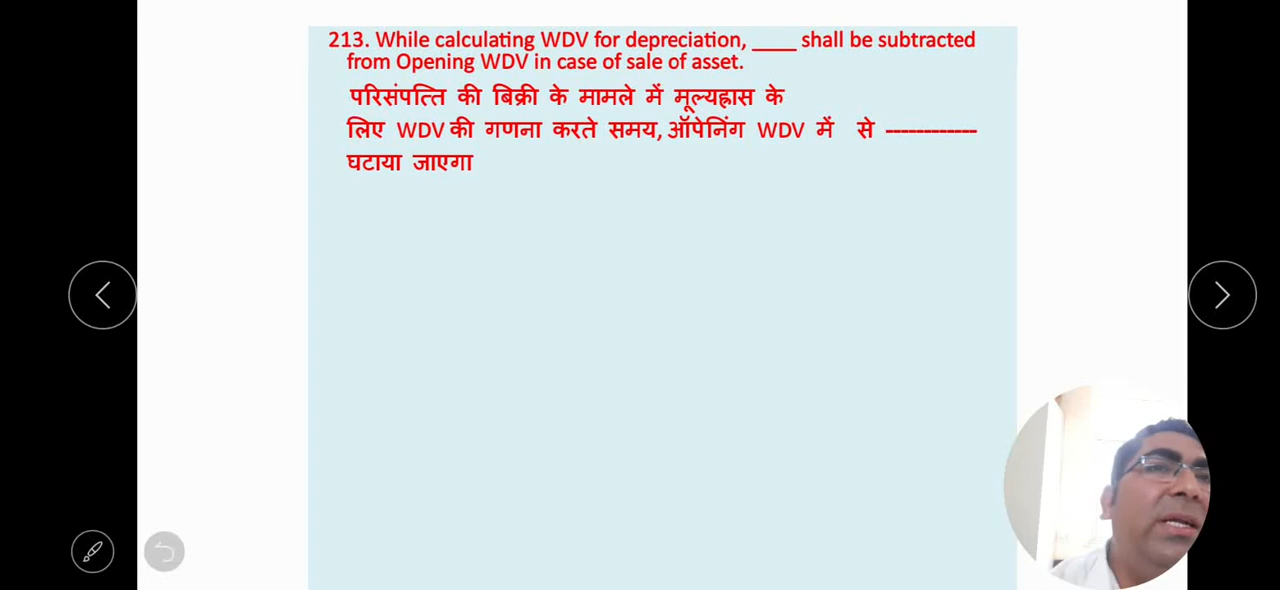 213. While calculating WDV for depreciation, ____ shall be subtracted
from Opening WDV in case of sale of asset.
परिसंपत्ति की बिक्री के मामले में मूल्यह्रास के
लिए WDV की गणना करते समय, ऑपेनिंग WDV में से ------------
घटाया जाएगा